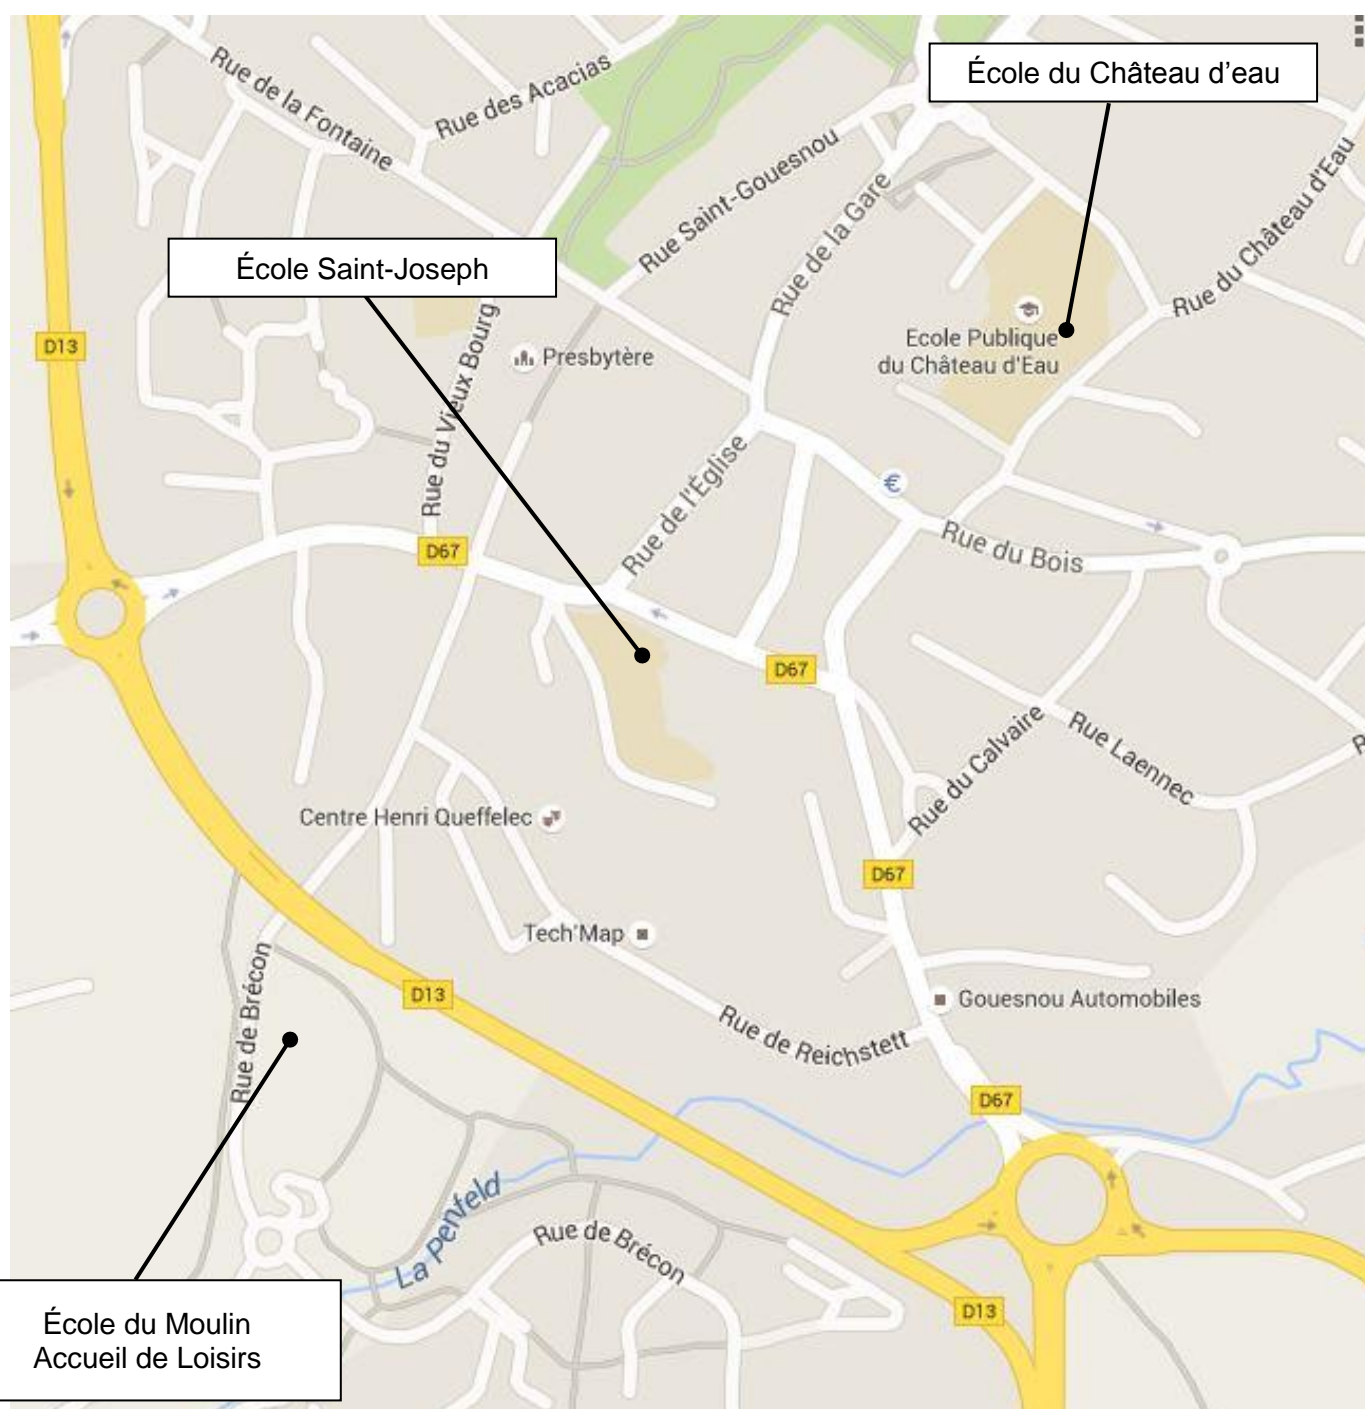 École du Château d'eau
Rue de la Fontaine
Rue des Acacias
Rue Saint-Gouesnou
Rue de la Gare
Rue du Château d'Eau
École Saint-Joseph
D13
Presbytère
Ecole Publique
du Château d'Eau
Rue du Vieux Bourg
Rue de l'Église
€
D67
Rue du Bois
D67
Rue du Calvaire
Rue Laennec
R
Centre Henri Queffelec
D67
Tech'Map
Rue de Brécon
D13
Gouesnou Automobiles
Rue de Reichstett
D67
La Penfeld
Rue de Brécon
D13
École du Moulin
Accueil de Loisirs